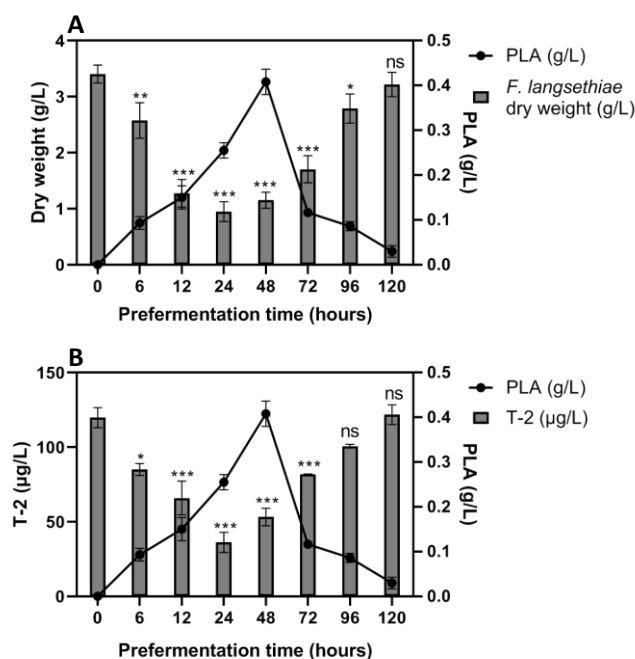 A
Dry weight (g/L)
4
3
2
1
0
** *** *** *** *** * ns
0.5
0.4
0.3
0.2
0.1
0.0
PLA (g/L)
0 6 12 24 48 72 96 120
Prefermentation time (hours)
PLA (g/L)
F. langsethiae
dry weight (g/L)
B
T-2 (µg/L)
150
100
50
0
* *** *** *** *** ns ns
0.5
0.4
0.3
0.2
0.1
0.0
PLA (g/L)
0 6 12 24 48 72 96 120
Prefermentation time (hours)
PLA (g/L)
T-2 (µg/L)